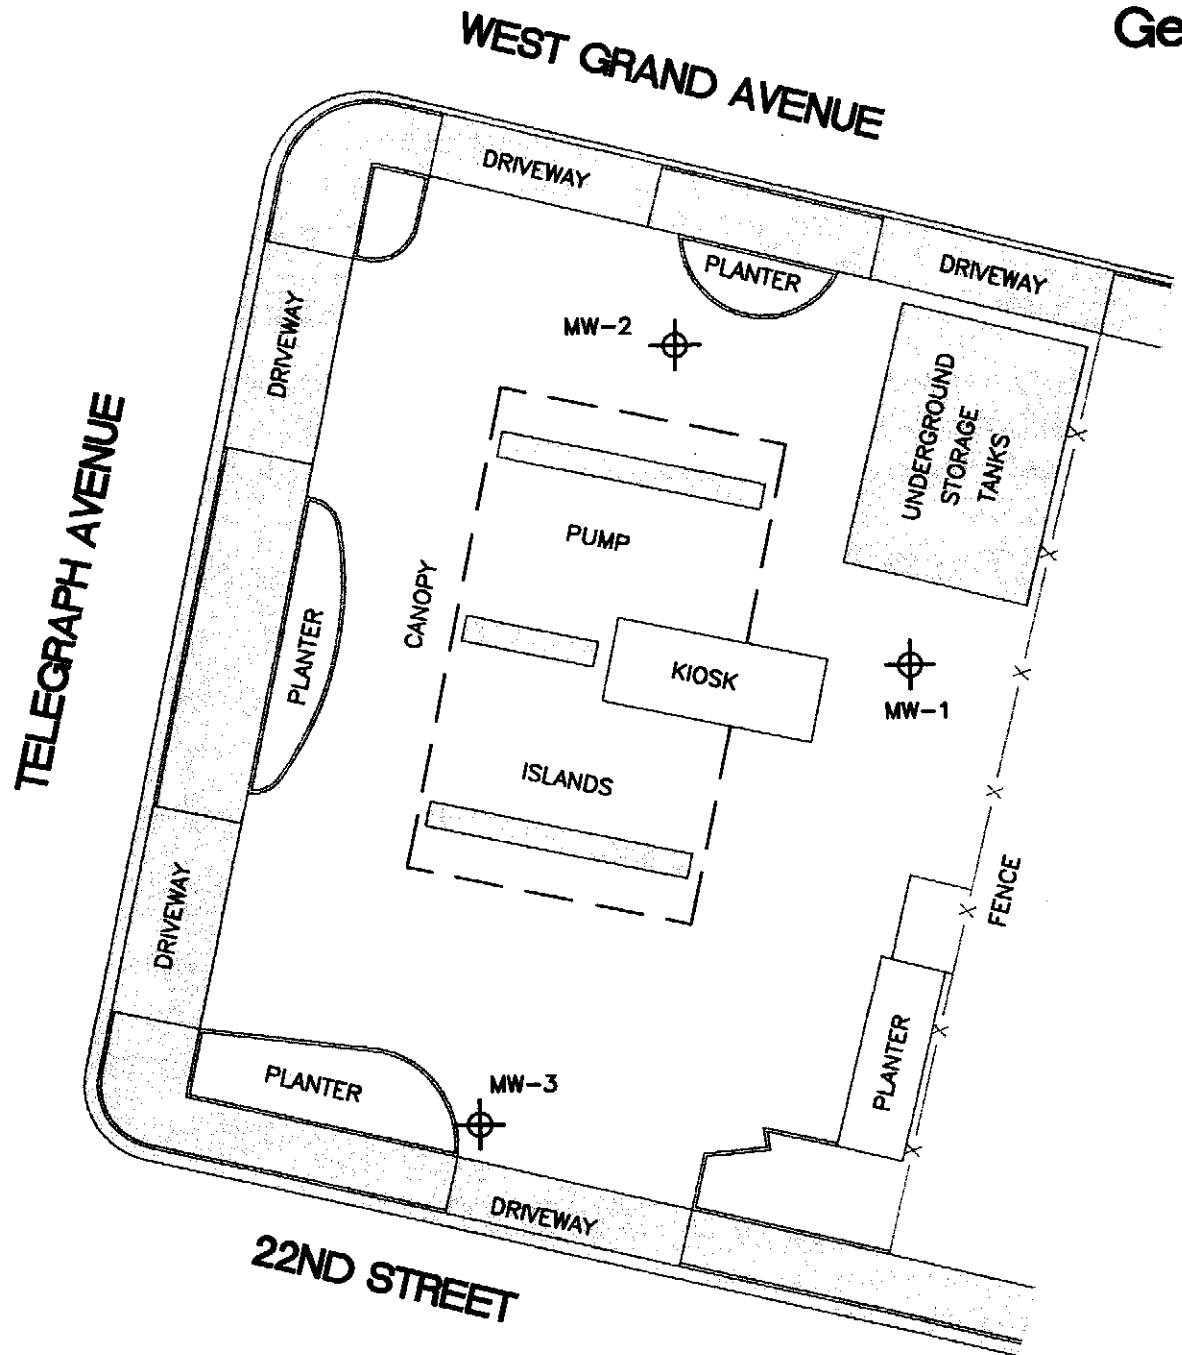 Ge
WEST GRAND AVENUE
DRIVEWAY
PLANTER
DRIVEWAY
MW-2
DRIVEWAY
UNDERGROUND
STORAGE
TANKS
TELEGRAPH AVENUE
X
PUMP
X
CANOPY
PLANTER
KIOSK
X
MW-1
ISLANDS
X
DRIVEWAY
FENCE
X
X
PLANTER
PLANTER
MW-3
X
DRIVEWAY
22ND STREET